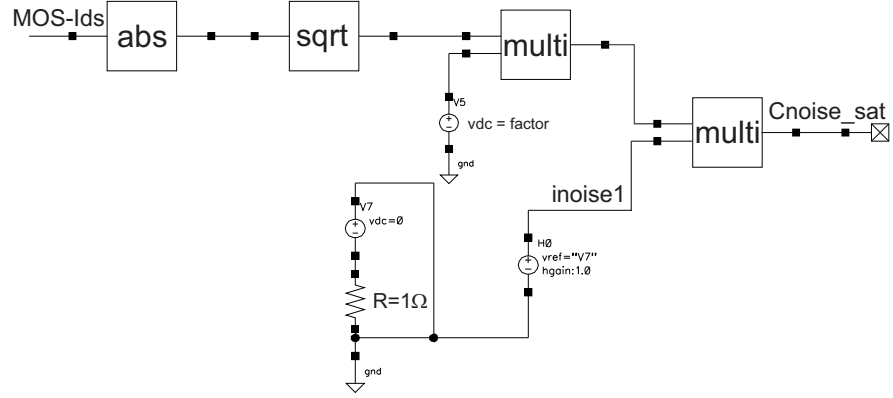 MOS-Ids
abs
sqrt
multi
V5
vdc = factor
gnd
Cnoise_sat
multi
inoise1
V7
vdc=0
H0
vref="V7"
hgain:1.0
R=1Ω
gnd